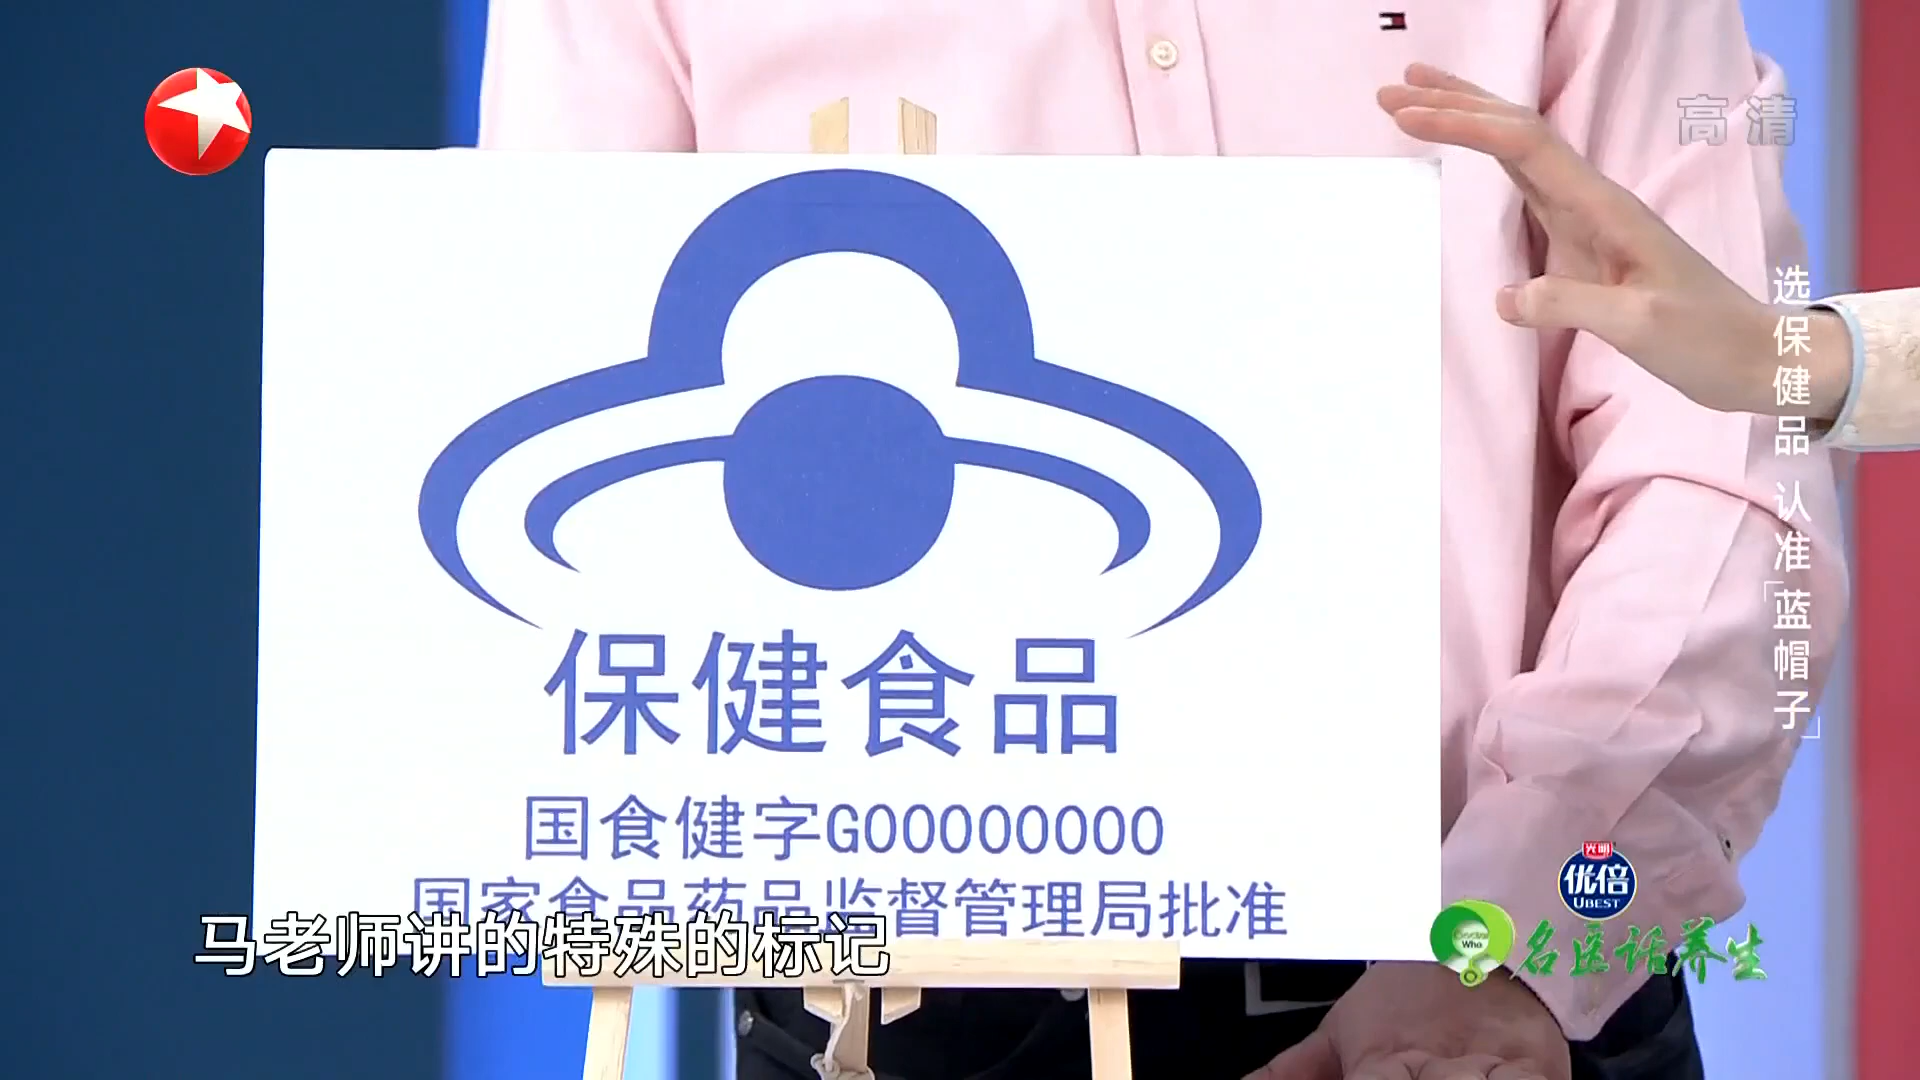 高清
选保健品 认准「蓝帽子」
保健食品
国食健字G00000000
国家食品药品监督管理局批准
马老师讲的特殊的标记
光明
优倍
UBEST
Who
名医话养生